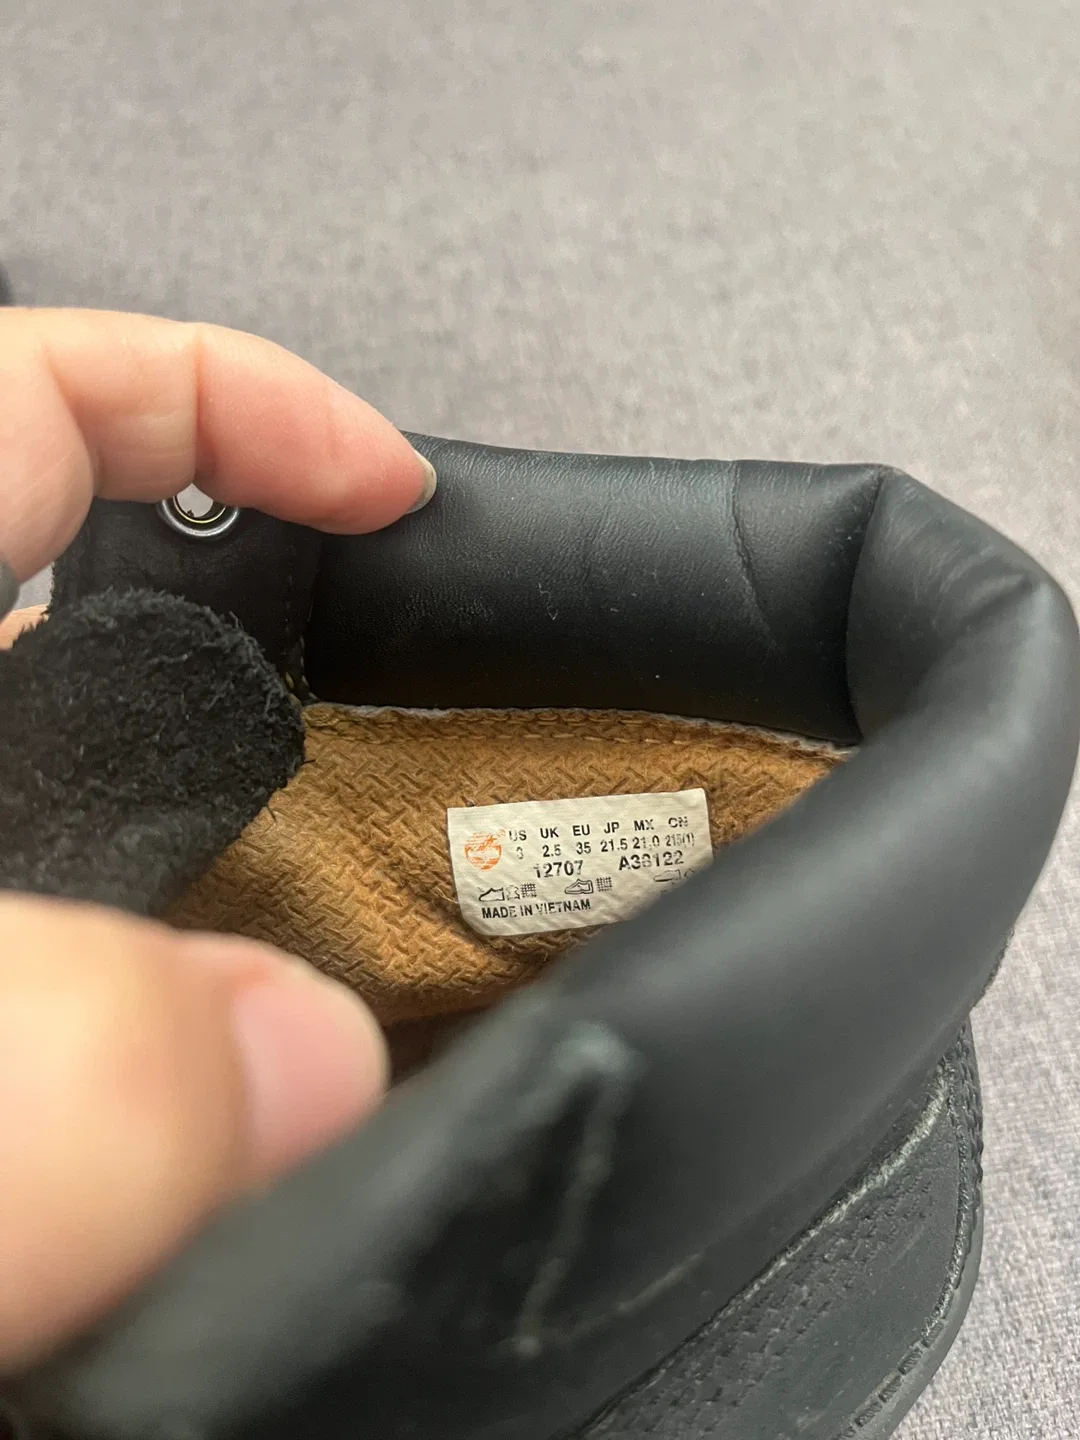 US UK EU JP MX CN
3 2.5 35 21.5 21.0 215(1)
12707 A38122
MADE IN VIETNAM